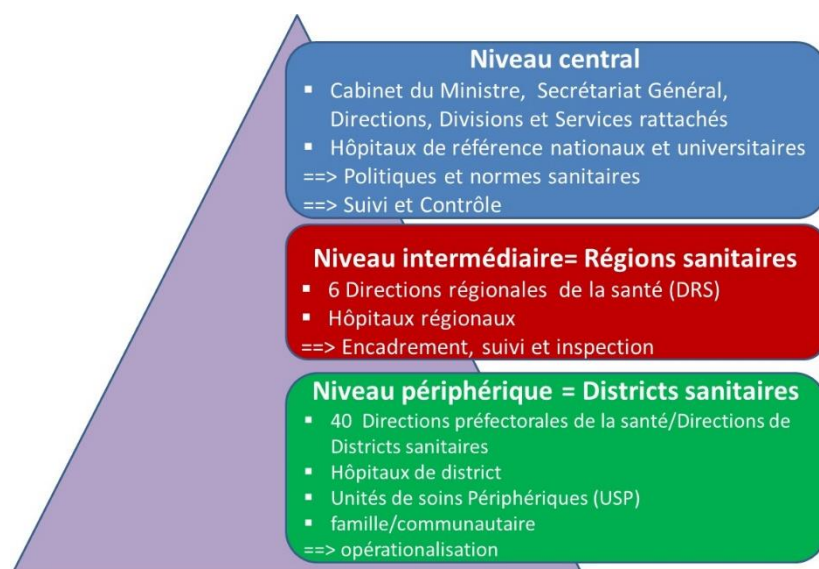 Niveau central
▪ Cabinet du Ministre, Secrétariat Général,
Directions, Divisions et Services rattachés
▪ Hôpitaux de référence nationaux et universitaires
==> Politiques et normes sanitaires
==> Suivi et Contrôle
Niveau intermédiaire= Régions sanitaires
▪ 6 Directions régionales de la santé (DRS)
▪ Hôpitaux régionaux
==> Encadrement, suivi et inspection
Niveau périphérique = Districts sanitaires
▪ 40 Directions préfectorales de la santé/Directions de
Districts sanitaires
▪ Hôpitaux de district
▪ Unités de soins Périphériques (USP)
▪ famille/communautaire
==> opérationalisation